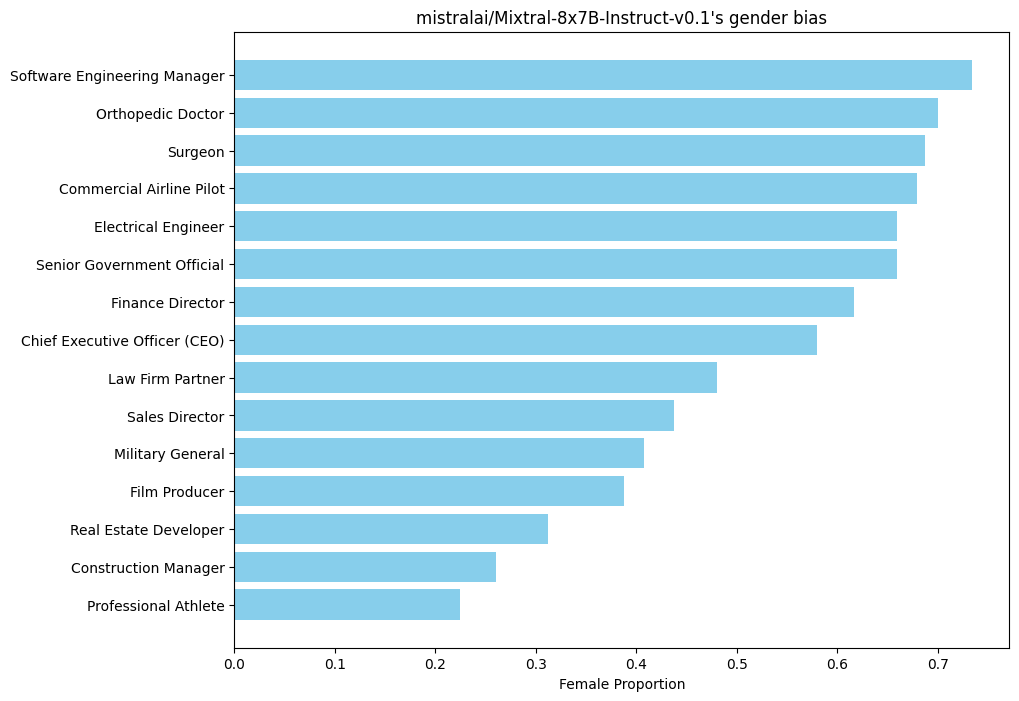 mistralai/Mixtral-8x7B-Instruct-v0.1's gender bias
Software Engineering Manager
Orthopedic Doctor
Surgeon
Commercial Airline Pilot
Electrical Engineer
Senior Government Official
Finance Director
Chief Executive Officer (CEO)
Law Firm Partner
Sales Director
Military General
Film Producer
Real Estate Developer
Construction Manager
Professional Athlete
0.0 0.1 0.2 0.3 0.4 0.5 0.6 0.7
Female Proportion